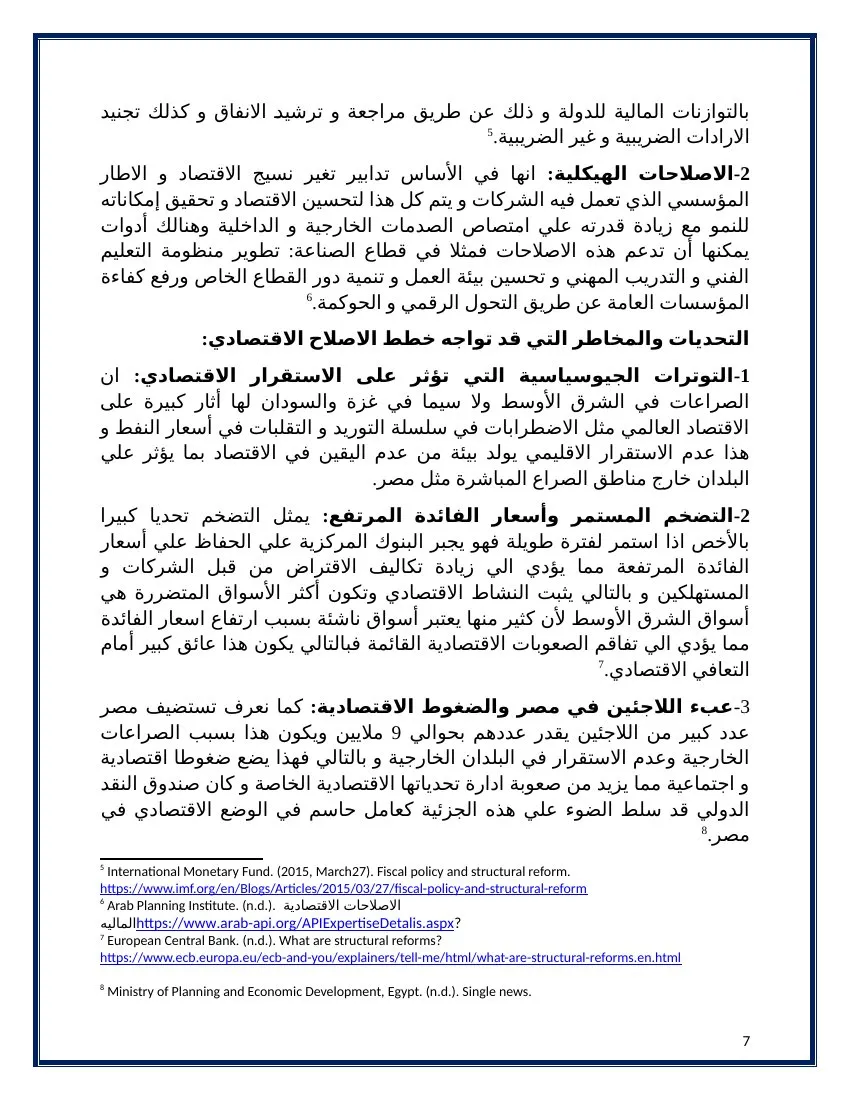 بالتوازنات المالية للدولة و ذلك عن طريق مراجعة و ترشيد الانفاق و كذلك تجنيد
الارادات الضريبية و غير الضريبية.5
2-الاصلاحات الهيكلية: انها في الأساس تدابير تغير نسيج الاقتصاد و الاطار
المؤسسي الذي تعمل فيه الشركات و يتم كل هذا لتحسين الاقتصاد و تحقيق إمكاناته
للنمو مع زيادة قدرته علي امتصاص الصدمات الخارجية و الداخلية وهنالك أدوات
يمكنها أن تدعم هذه الاصلاحات فمثلا في قطاع الصناعة: تطوير منظومة التعليم
الفني و التدريب المهني و تحسين بيئة العمل و تنمية دور القطاع الخاص ورفع كفاءة
المؤسسات العامة عن طريق التحول الرقمي و الحوكمة.6
التحديات والمخاطر التي قد تواجه خطط الاصلاح الاقتصادي:
1-التوترات الجيوسياسية التي تؤثر على الاستقرار الاقتصادي: ان
الصراعات في الشرق الأوسط ولا سيما في غزة والسودان لها أثار كبيرة على
الاقتصاد العالمي مثل الاضطرابات في سلسلة التوريد و التقلبات في أسعار النفط و
هذا عدم الاستقرار الاقليمي يولد بيئة من عدم اليقين في الاقتصاد بما يؤثر علي
البلدان خارج مناطق الصراع المباشرة مثل مصر.
2-التضخم المستمر وأسعار الفائدة المرتفع: يمثل التضخم تحديا كبيرا
بالأخص اذا استمر لفترة طويلة فهو يجبر البنوك المركزية علي الحفاظ علي أسعار
الفائدة المرتفعة مما يؤدي الي زيادة تكاليف الاقتراض من قبل الشركات و
المستهلكين و بالتالي يثبت النشاط الاقتصادي وتكون أكثر الأسواق المتضررة هي
أسواق الشرق الأوسط لأن كثير منها يعتبر أسواق ناشئة بسبب ارتفاع اسعار الفائدة
مما يؤدي الي تفاقم الصعوبات الاقتصادية القائمة فبالتالي يكون هذا عائق كبير أمام
التعافي الاقتصادي.7
3-عبء اللاجئين في مصر والضغوط الاقتصادية: كما نعرف تستضيف مصر
عدد كبير من اللاجئين يقدر عددهم بحوالي 9 ملايين ويكون هذا بسبب الصراعات
الخارجية وعدم الاستقرار في البلدان الخارجية و بالتالي فهذا يضع ضغوطا اقتصادية
و اجتماعية مما يزيد من صعوبة ادارة تحدياتها الاقتصادية الخاصة و كان صندوق النقد
الدولي قد سلط الضوء علي هذه الجزئية كعامل حاسم في الوضع الاقتصادي في
مصر.8
5 International Monetary Fund. (2015, March27). Fiscal policy and structural reform.
https://www.imf.org/en/Blogs/Articles/2015/03/27/fiscal-policy-and-structural-reform
6 Arab Planning Institute. (n.d.). الاصلاحات الاقتصادية
الماليهhttps://www.arab-api.org/APIExpertiseDetalis.aspx?
7 European Central Bank. (n.d.). What are structural reforms?
https://www.ecb.europa.eu/ecb-and-you/explainers/tell-me/html/what-are-structural-reforms.en.html
8 Ministry of Planning and Economic Development, Egypt. (n.d.). Single news.
7